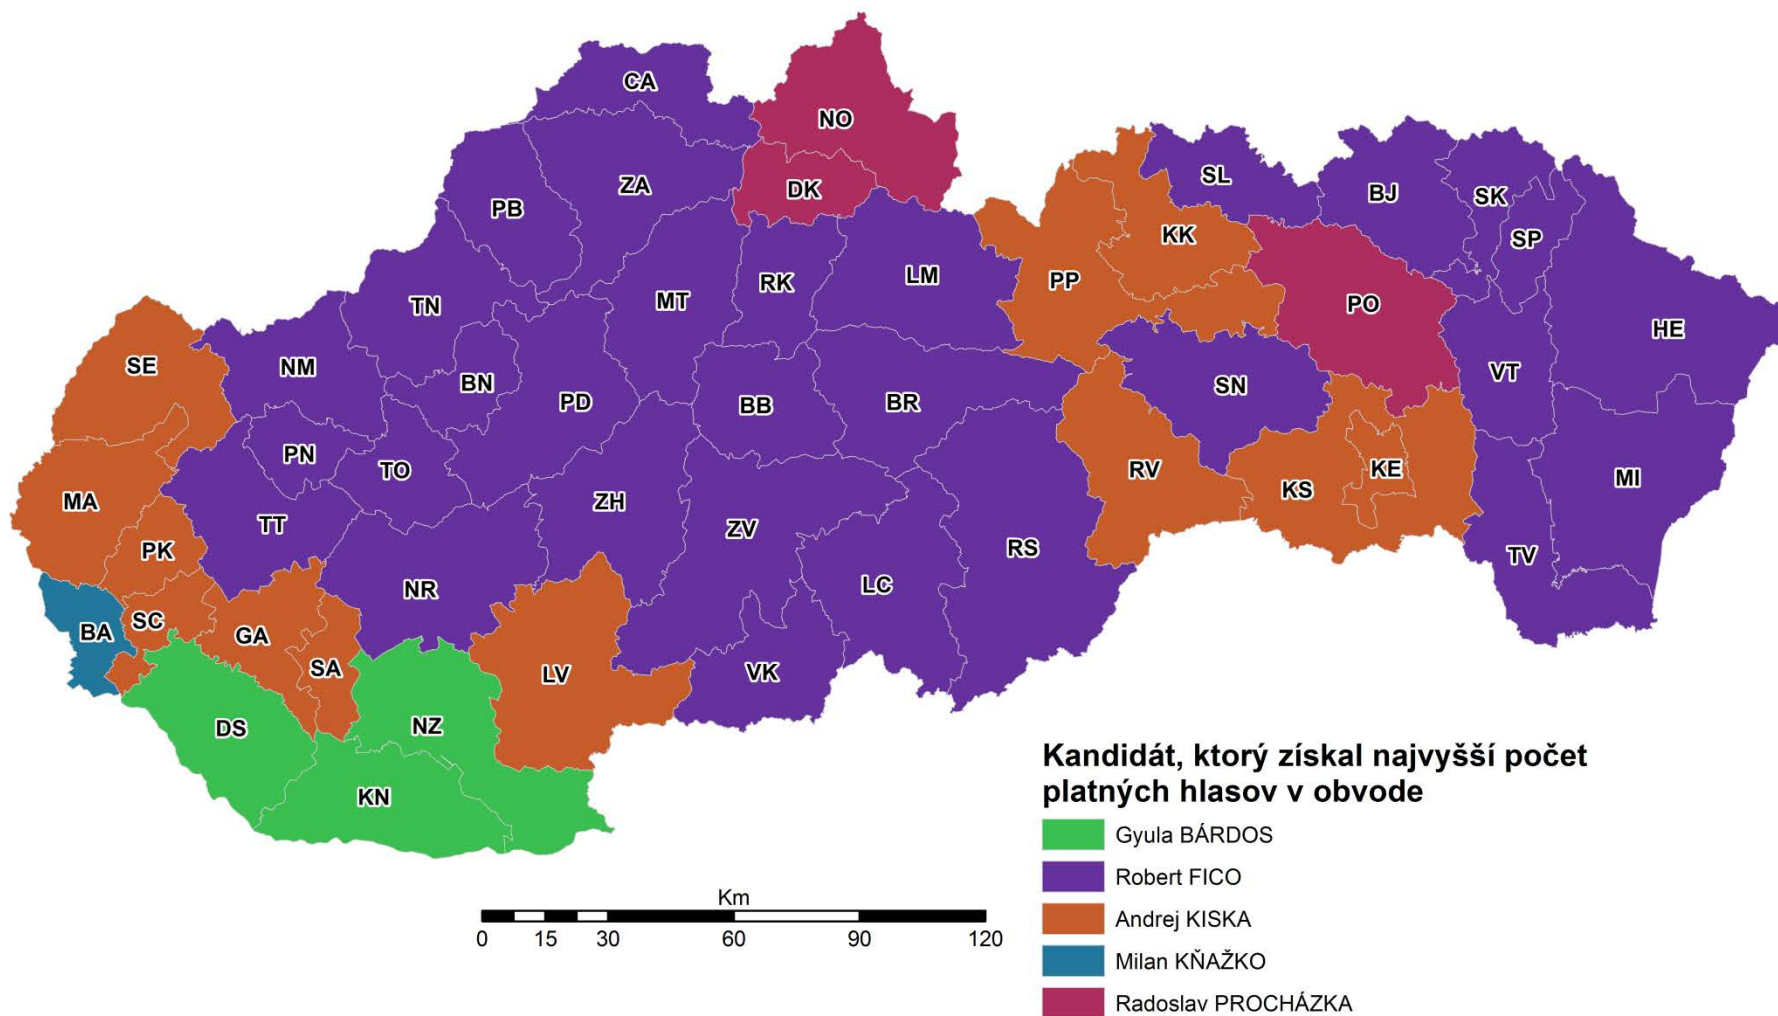 CA
NO
ZA
DK
PB
SL
BJ
SK
SP
KK
TN
MT
RK
LM
PP
PO
HE
SE
NM
BN
PD
BB
BR
SN
VT
PN
TO
RV
KS
KE
MI
MA
TT
ZH
ZV
PK
RS
TV
NR
LC
BA
SC
GA
SA
LV
VK
DS
NZ
KN
Kandidát, ktorý získal najvyšší počet
platných hlasov v obvode
Gyula BÁRDOS
Robert FICO
Andrej KISKA
Milan KŇAŽKO
Radoslav PROCHÁZKA
Km
0 15 30 60 90 120